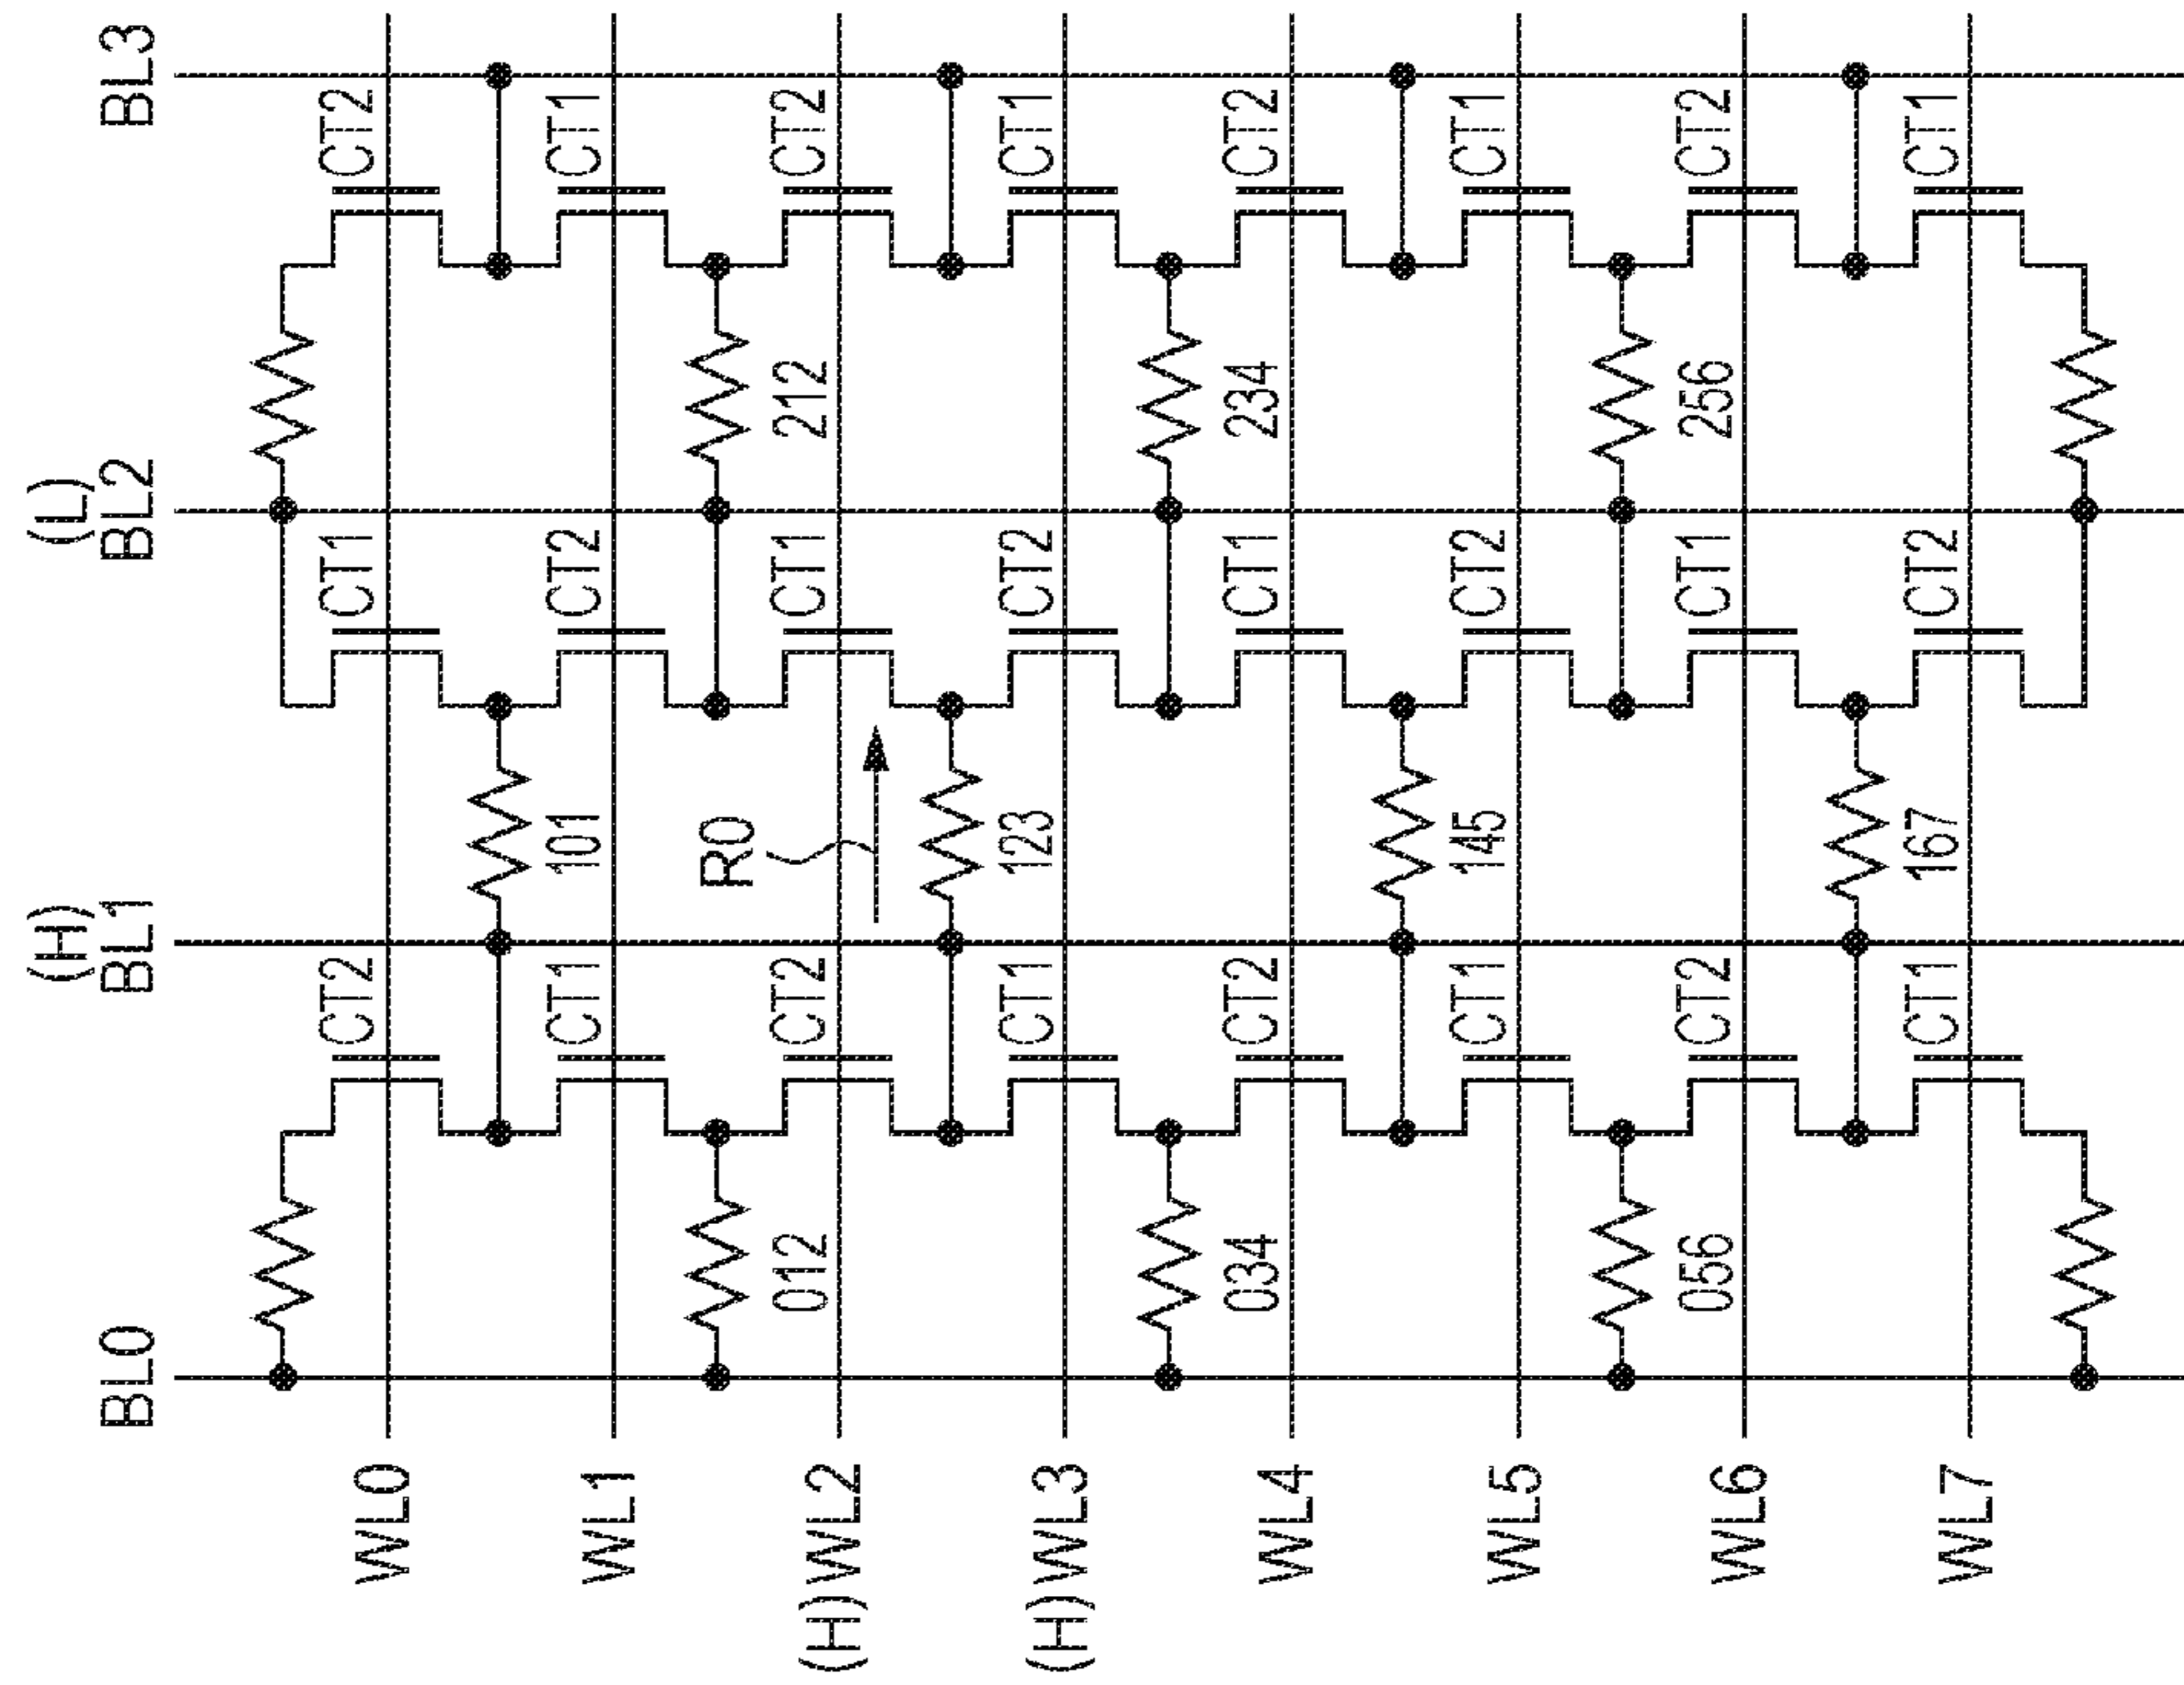 (H)
(L)
BL0
BL1
BL2
BL3
WL0
CT2
CT1
CT2
101
WL1
CT1
CT2
CT1
R0
(H) WL2
012
CT2
CT1
212
CT2
(H) WL3
CT1
123
CT2
CT1
WL4
034
CT2
CT1
234
CT2
WL5
CT1
145
CT2
CT1
WL6
056
CT2
CT1
256
CT2
WL7
CT1
167
CT2
CT1